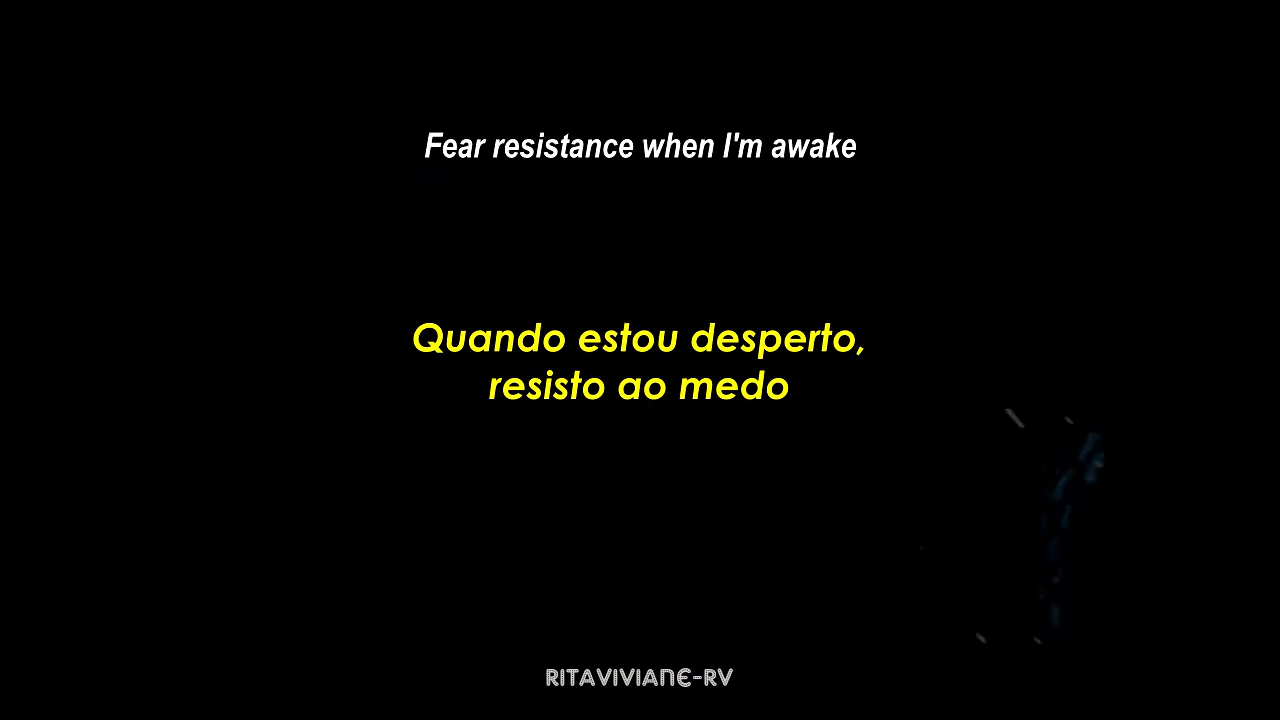 Fear resistance when I'm awake
Quando estou desperto,
resisto ao medo
RITAVIVIANE-RV